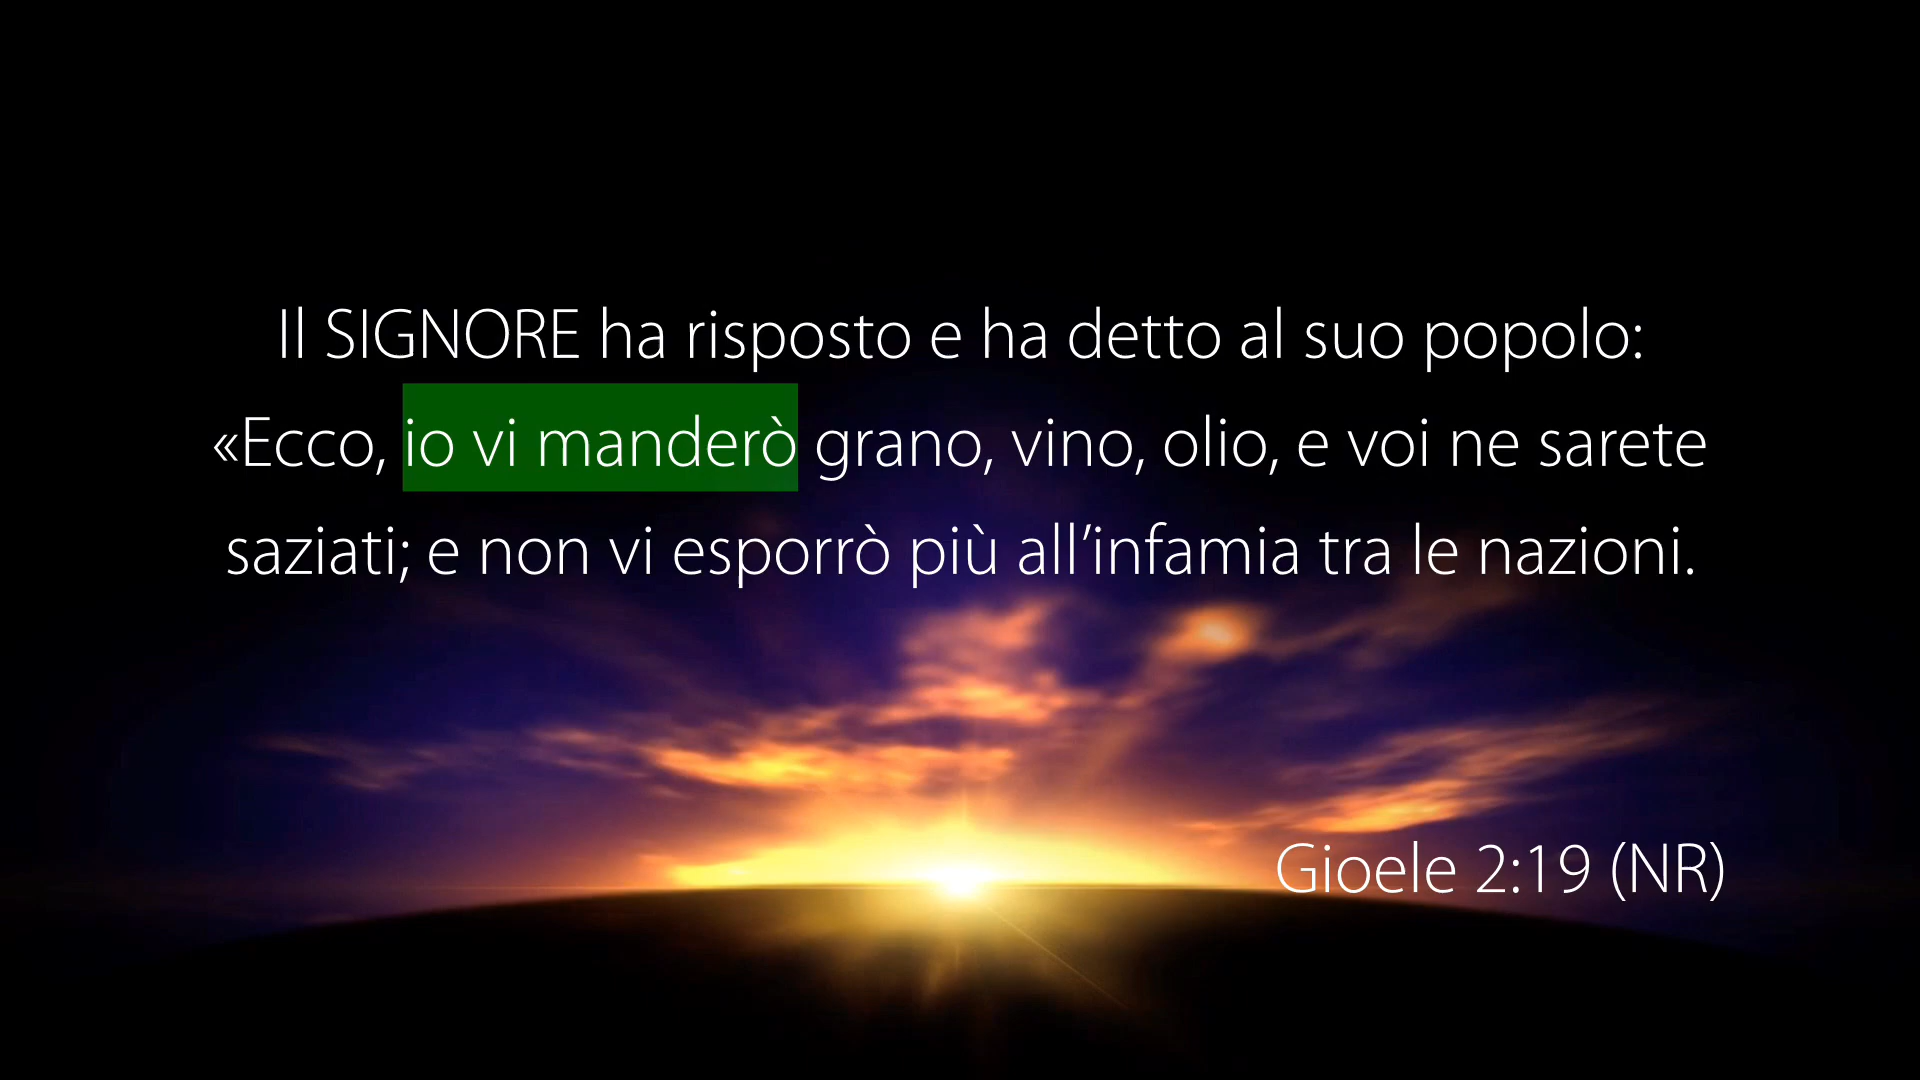 Il SIGNORE ha risposto e ha detto al suo popolo:
«Ecco, io vi manderò grano, vino, olio, e voi ne sarete
saziati; e non vi esporrò più all’infamia tra le nazioni.
Gioele 2:19 (NR)